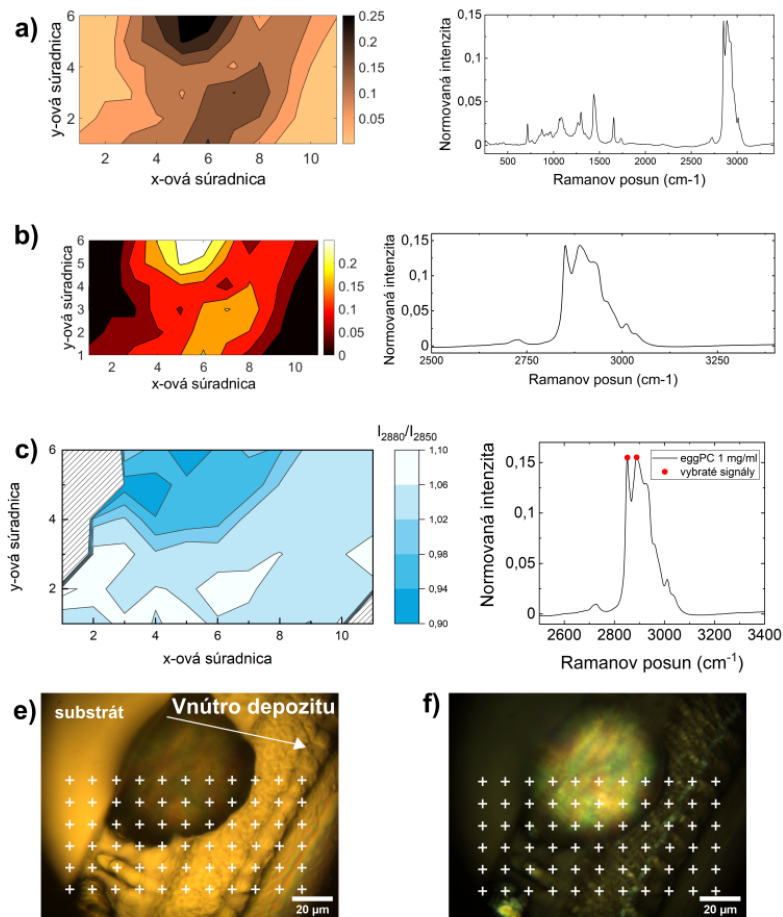 a)
6
4
2
y-ová súradnica
2 4 6 8 10
x-ová súradnica
0.25
0.2
0.15
0.1
0.05
0,15
0,10
0,05
0
Normovaná intenzita
500 1000 1500 2000 2500 3000
Ramanov posun (cm-1)
b)
6
5
4
3
2
1
y-ová súradnica
2 4 6 8 10
x-ová súradnica
0.2
0.15
0.1
0.05
0
0,15
0,10
0,05
0
Normovaná intenzita
2500 2750 3000 3250
Ramanov posun (cm-1)
c)
6
4
2
y-ová súradnica
2 4 6 8 10
x-ová súradnica
I2880/I2850
1,10
1,06
1,02
0,98
0,94
0,90
0,15
0,10
0,05
0
Normovaná intenzita
eggPC 1 mg/ml
vybraté signály
2600 2800 3000 3200 3400
Ramanov posun (cm-1)
e)
substrát
Vnútro depozitu
20 µm
f)
20 µm